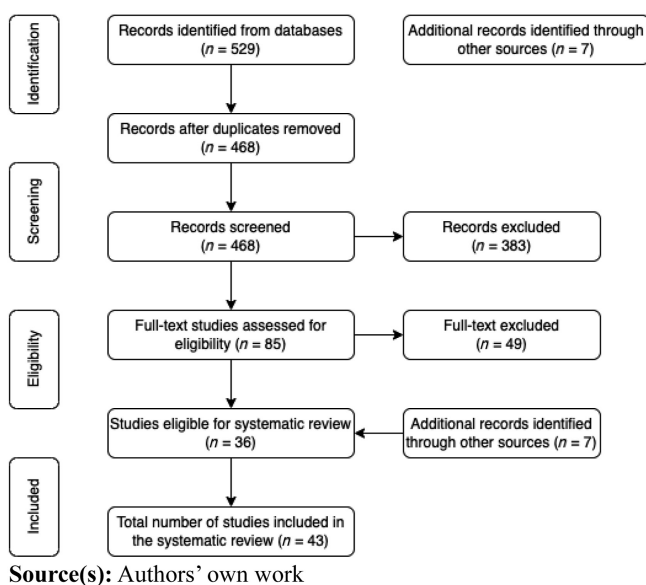 Identification
Records identified from databases
(n = 529)
Additional records identified through
other sources (n = 7)
Records after duplicates removed
(n = 468)
Screening
Records screened
(n = 468)
Records excluded
(n = 383)
Eligibility
Full-text studies assessed for
eligibility (n = 85)
Full-text excluded
(n = 49)
Studies eligible for systematic review
(n = 36)
Additional records identified
through other sources (n = 7)
Included
Total number of studies included in
the systematic review (n = 43)
Source(s): Authors' own work